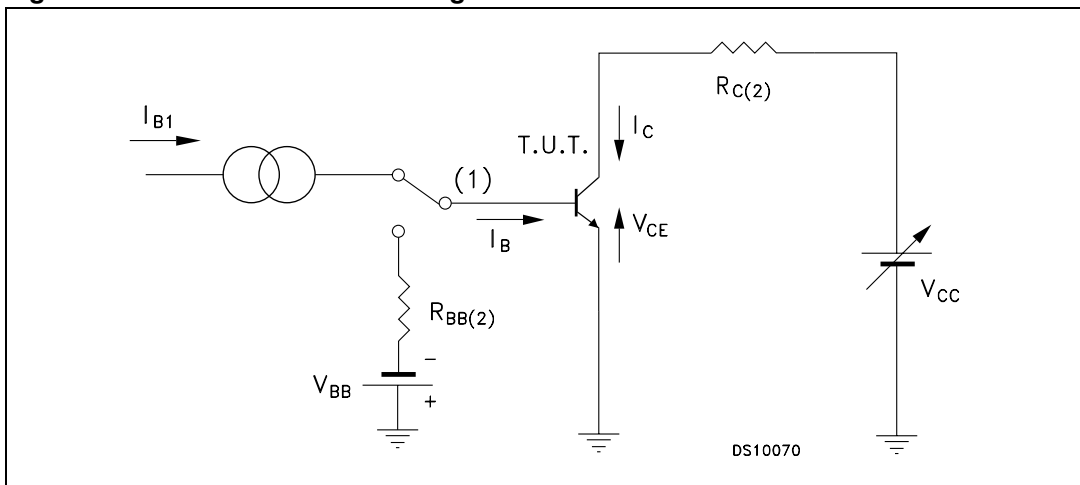 R_C(2)
I_B1
I_C
T.U.T.
(1)
V_CE
I_B
V_CC
R_BB(2)
−
V_BB
+
DS10070